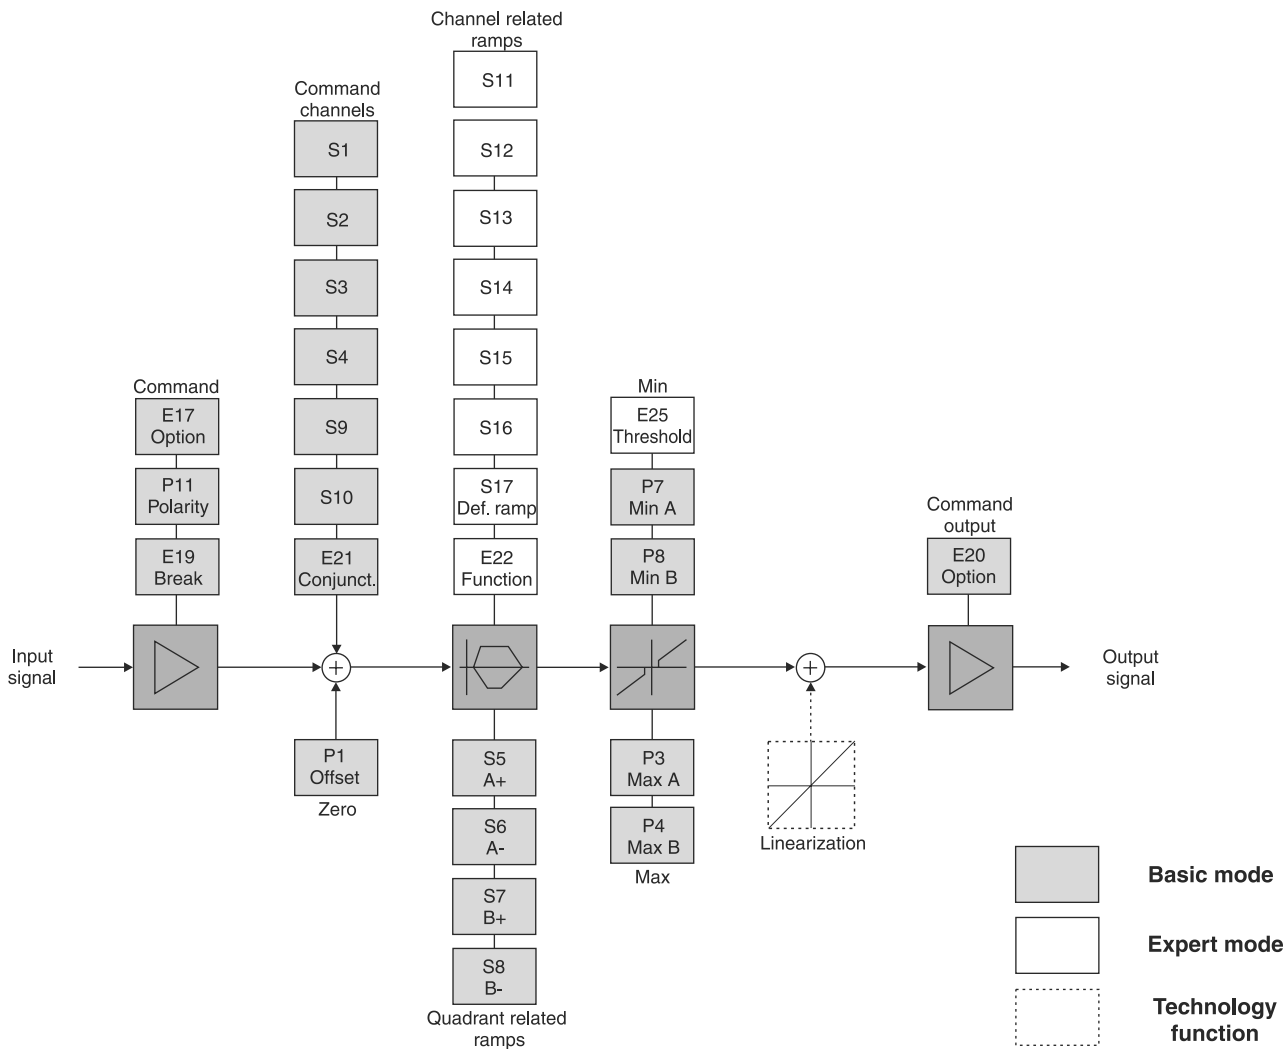 Channel related
ramps
S11
S12
S13
S14
S15
S16
S17
Def. ramp
E22
Function
Command
channels
S1
S2
S3
S4
S9
S10
E21
Conjunct.
Command
E17
Option
P11
Polarity
E19
Break
Min
E25
Threshold
P7
Min A
P8
Min B
Command
output
E20
Option
Input
signal
Output
signal
P1
Offset
Zero
S5
A+
S6
A-
S7
B+
S8
B-
Quadrant related
ramps
P3
Max A
P4
Max B
Max
Linearization
Basic mode
Expert mode
Technology
function